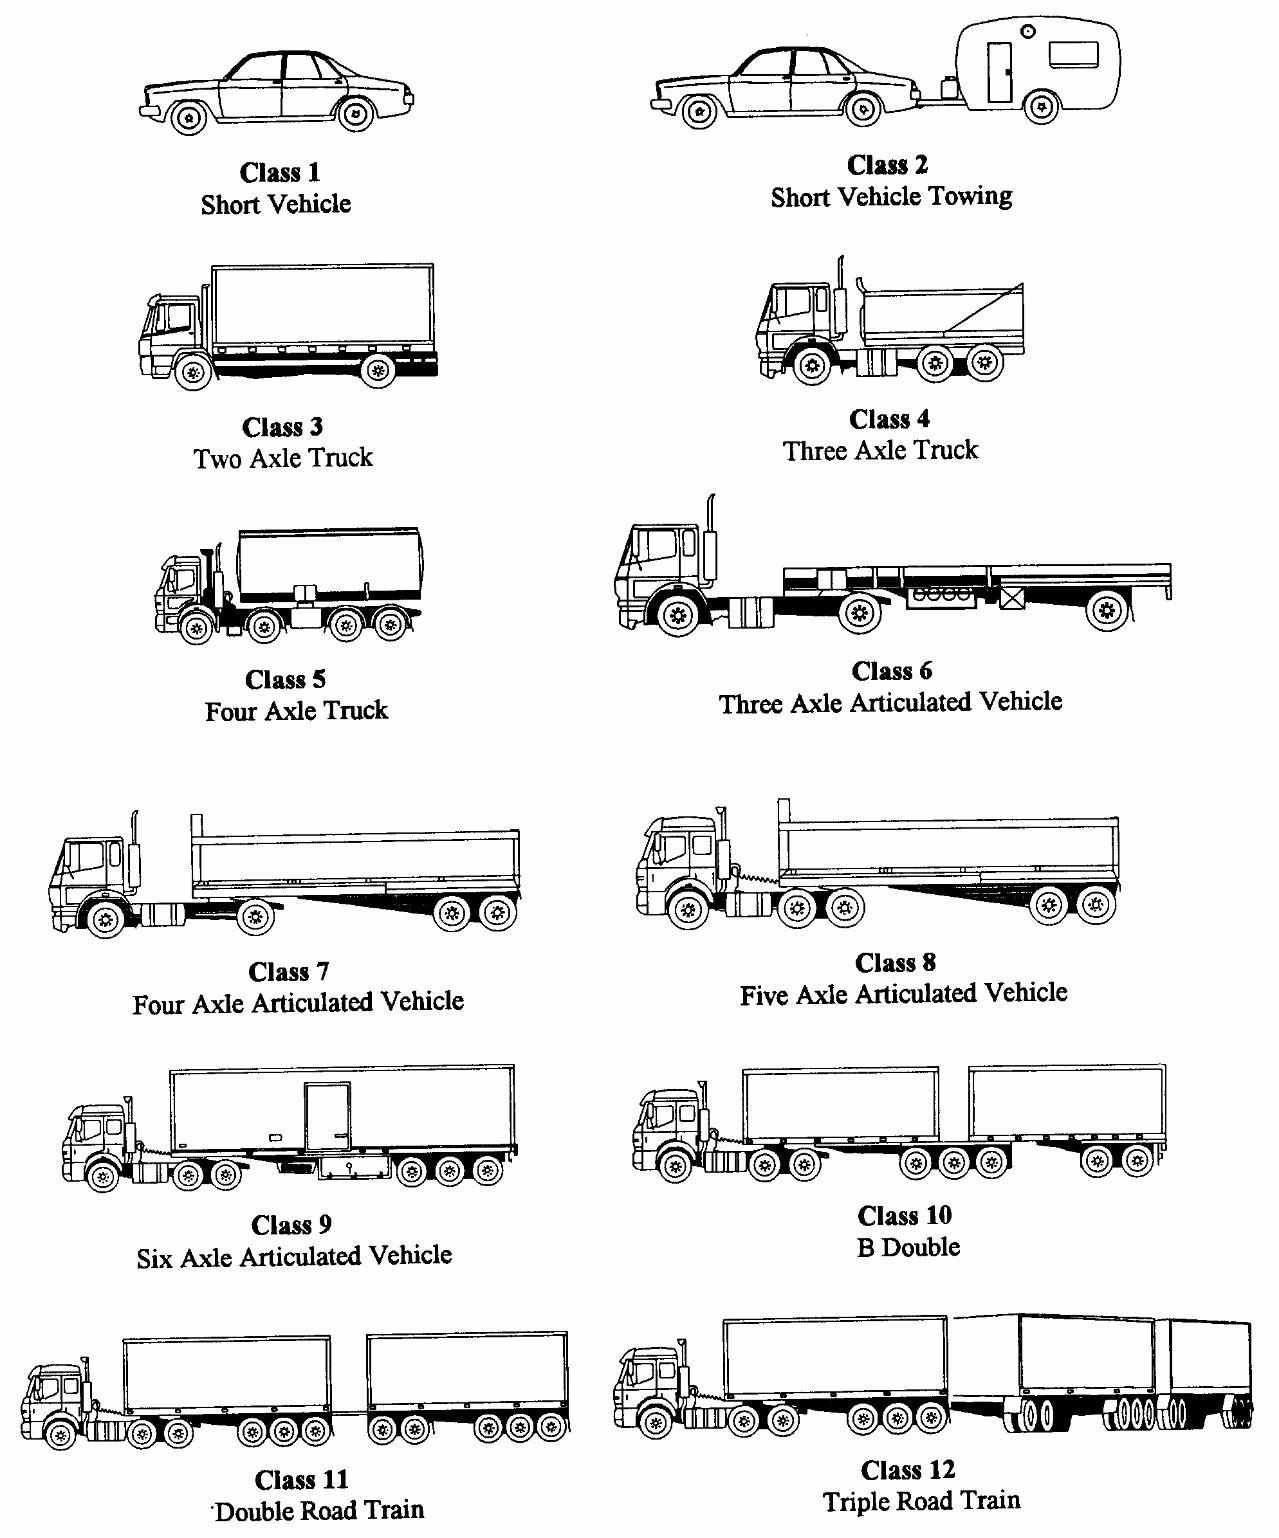 Class 1
Short Vehicle
Class 2
Short Vehicle Towing
Class 3
Two Axle Truck
Class 4
Three Axle Truck
Class 5
Four Axle Truck
Class 6
Three Axle Articulated Vehicle
Class 7
Four Axle Articulated Vehicle
Class 8
Five Axle Articulated Vehicle
Class 9
Six Axle Articulated Vehicle
Class 10
B Double
Class 11
Double Road Train
Class 12
Triple Road Train